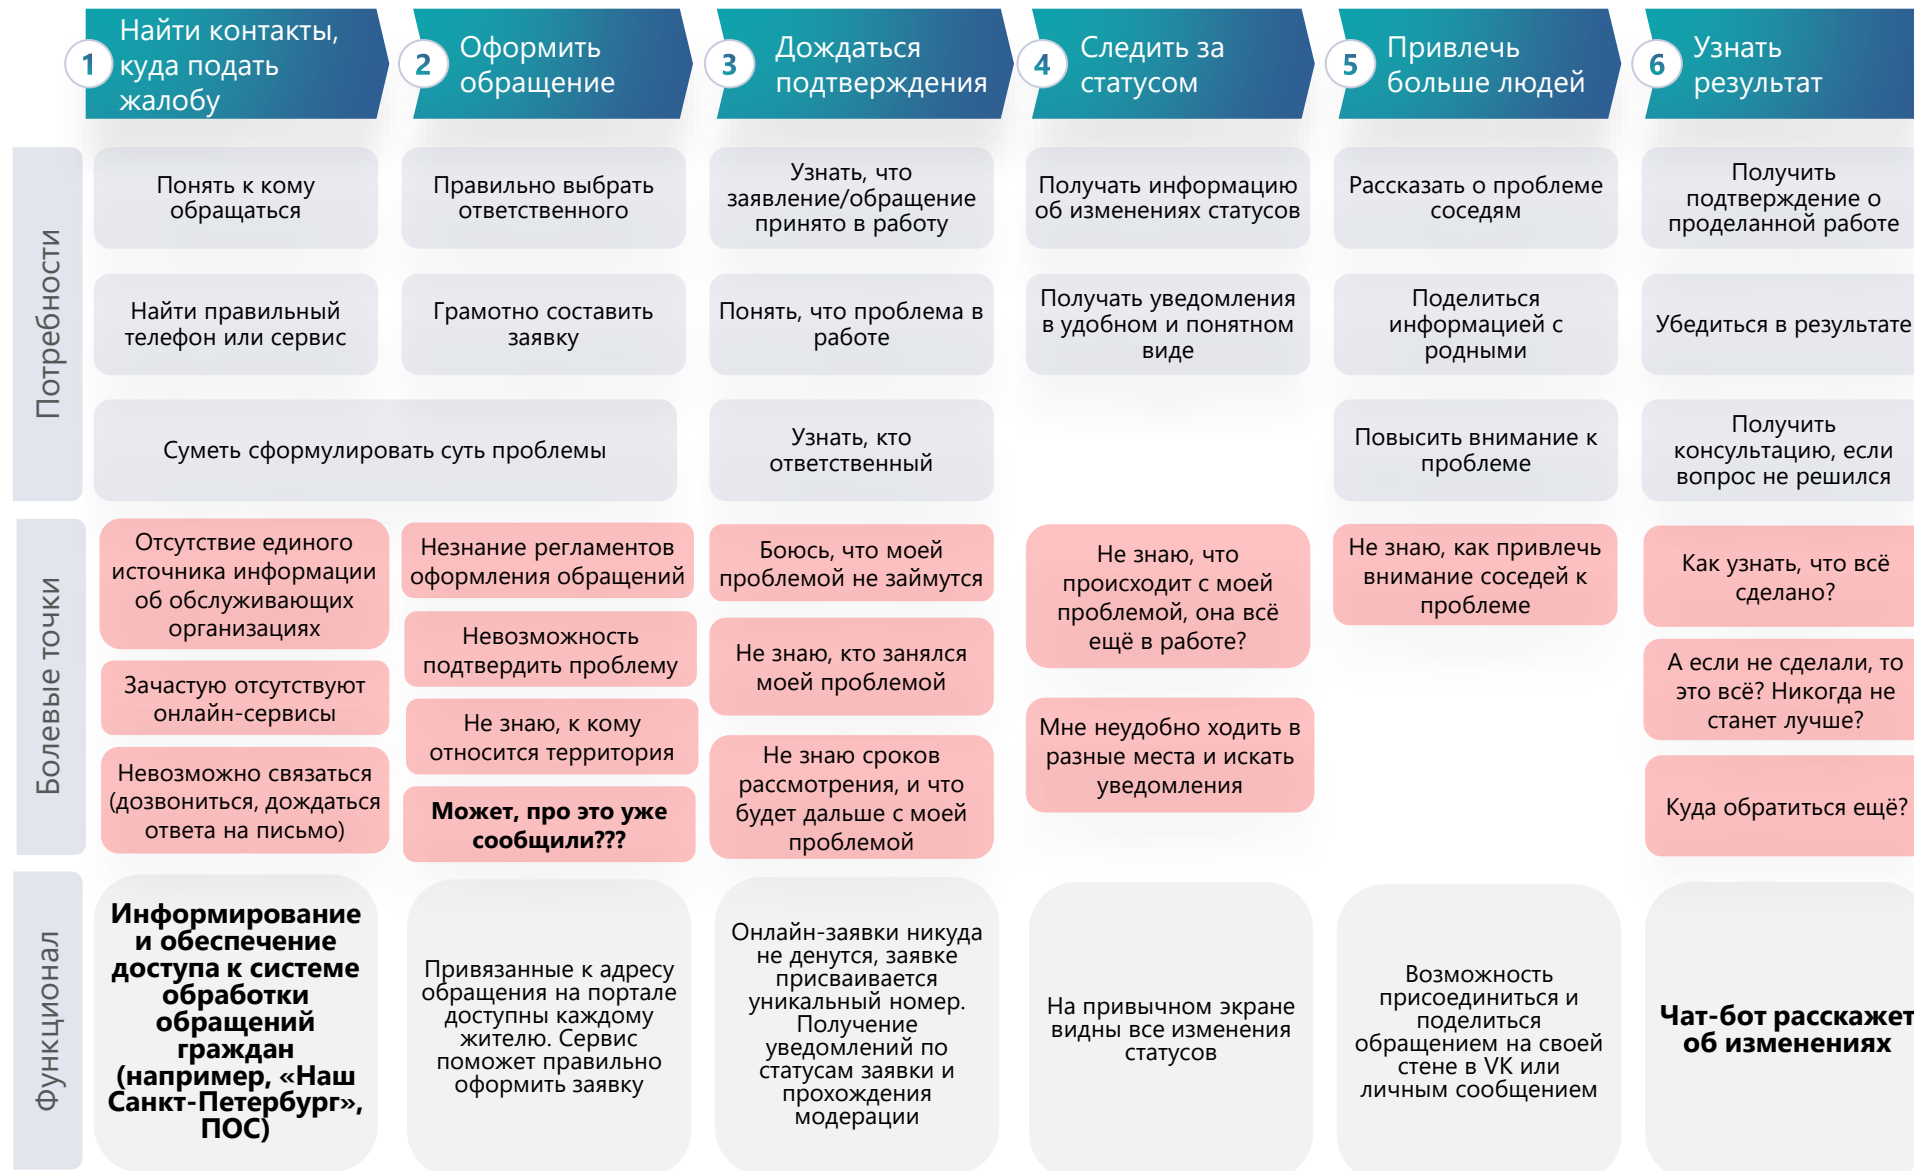 1
Найти контакты,
куда подать
жалобу
2
Оформить
обращение
3
Дождаться
подтверждения
4
Следить за
статусом
5
Привлечь
больше людей
6
Узнать
результат
Потребности
Понять к кому
обращаться
Правильно выбрать
ответственного
Узнать, что
заявление/обращение
принято в работу
Получать информацию
об изменениях статусов
Рассказать о проблеме
соседям
Получить
подтверждение о
проделанной работе
Найти правильный
телефон или сервис
Грамотно составить
заявку
Понять, что проблема в
работе
Получать уведомления
в удобном и понятном
виде
Поделиться
информацией с
родными
Убедиться в результате
Суметь сформулировать суть проблемы
Узнать, кто
ответственный
Повысить внимание к
проблеме
Получить
консультацию, если
вопрос не решился
Болевые точки
Отсутствие единого
источника информации
об обслуживающих
организациях
Зачастую отсутствуют
онлайн-сервисы
Невозможно связаться
(дозвониться, дождаться
ответа на письмо)
Незнание регламентов
оформления обращений
Невозможность
подтвердить проблему
Не знаю, к кому
относится территория
Может, про это уже
сообщили???
Боюсь, что моей
проблемой не займутся
Не знаю, кто занялся
моей проблемой
Не знаю сроков
рассмотрения, и что
будет дальше с моей
проблемой
Не знаю, что
происходит с моей
проблемой, она всё
ещё в работе?
Мне неудобно ходить в
разные места и искать
уведомления
Не знаю, как привлечь
внимание соседей к
проблеме
Как узнать, что всё
сделано?
А если не сделали, то
это всё? Никогда не
станет лучше?
Куда обратиться ещё?
Функционал
Информирование
и обеспечение
доступа к системе
обработки
обращений
граждан
(например, «Наш
Санкт-Петербург»,
ПОС)
Привязанные к адресу
обращения на портале
доступны каждому
жителю. Сервис
поможет правильно
оформить заявку
Онлайн-заявки никуда
не денутся, заявке
присваивается
уникальный номер.
Получение
уведомлений по
статусам заявки и
прохождения
модерации
На привычном экране
видны все изменения
статусов
Возможность
присоединиться и
поделиться
обращением на своей
стене в VK или
личным сообщением
Чат-бот расскажет
об изменениях